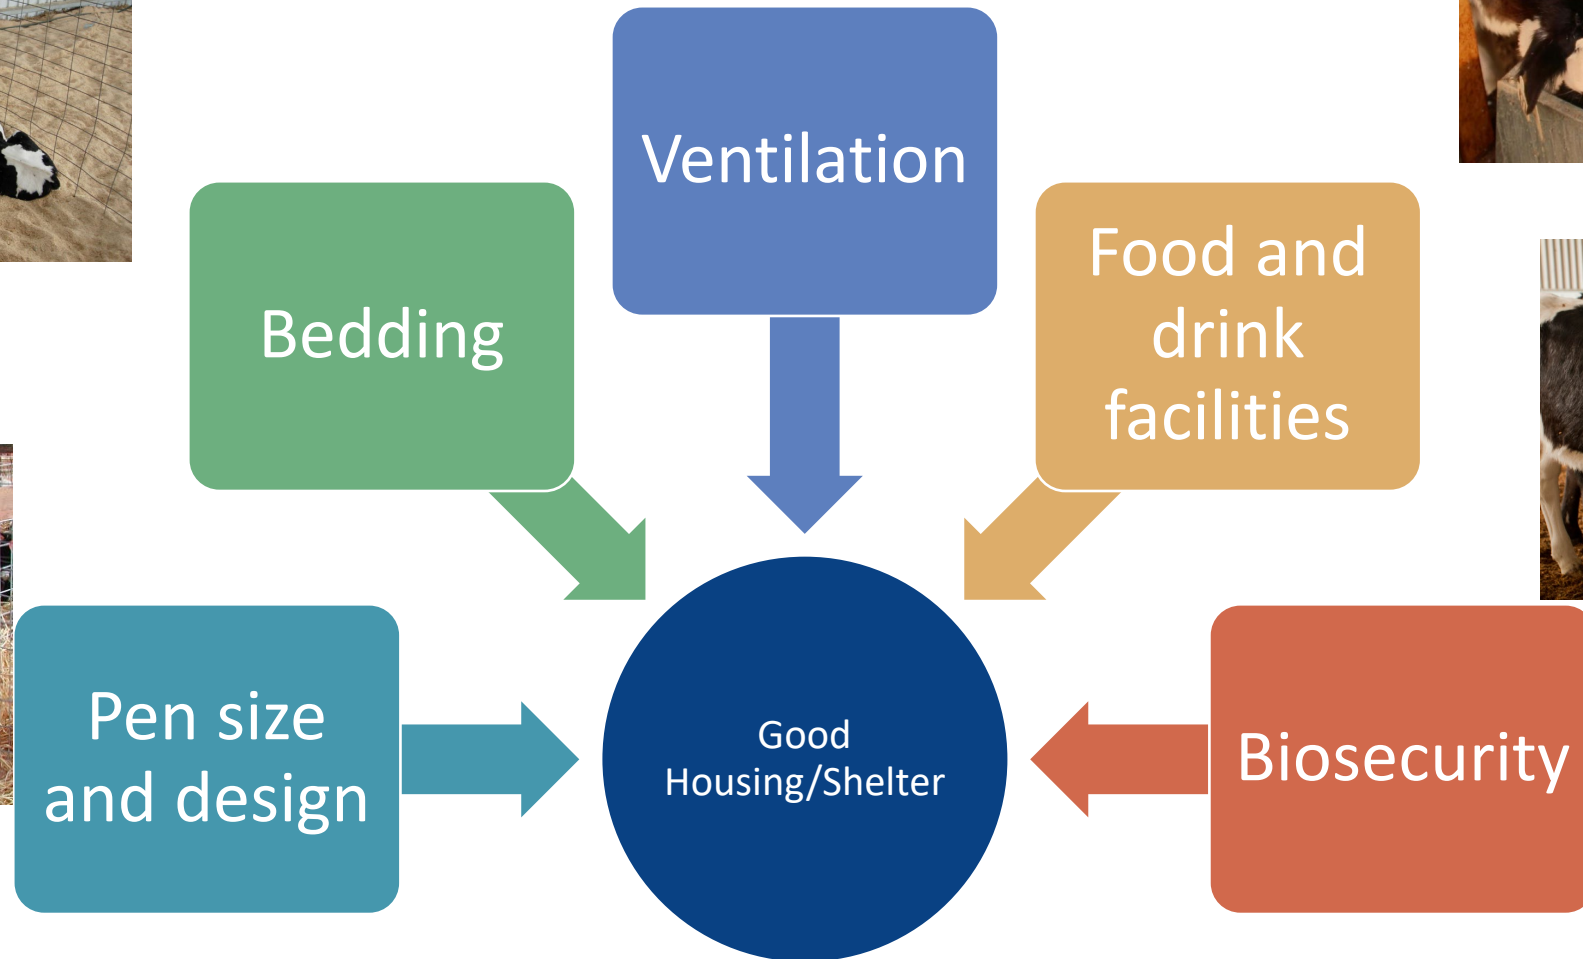 Ventilation
Bedding
Food and
drink
facilities
Pen size
and design
Good
Housing/Shelter
Biosecurity